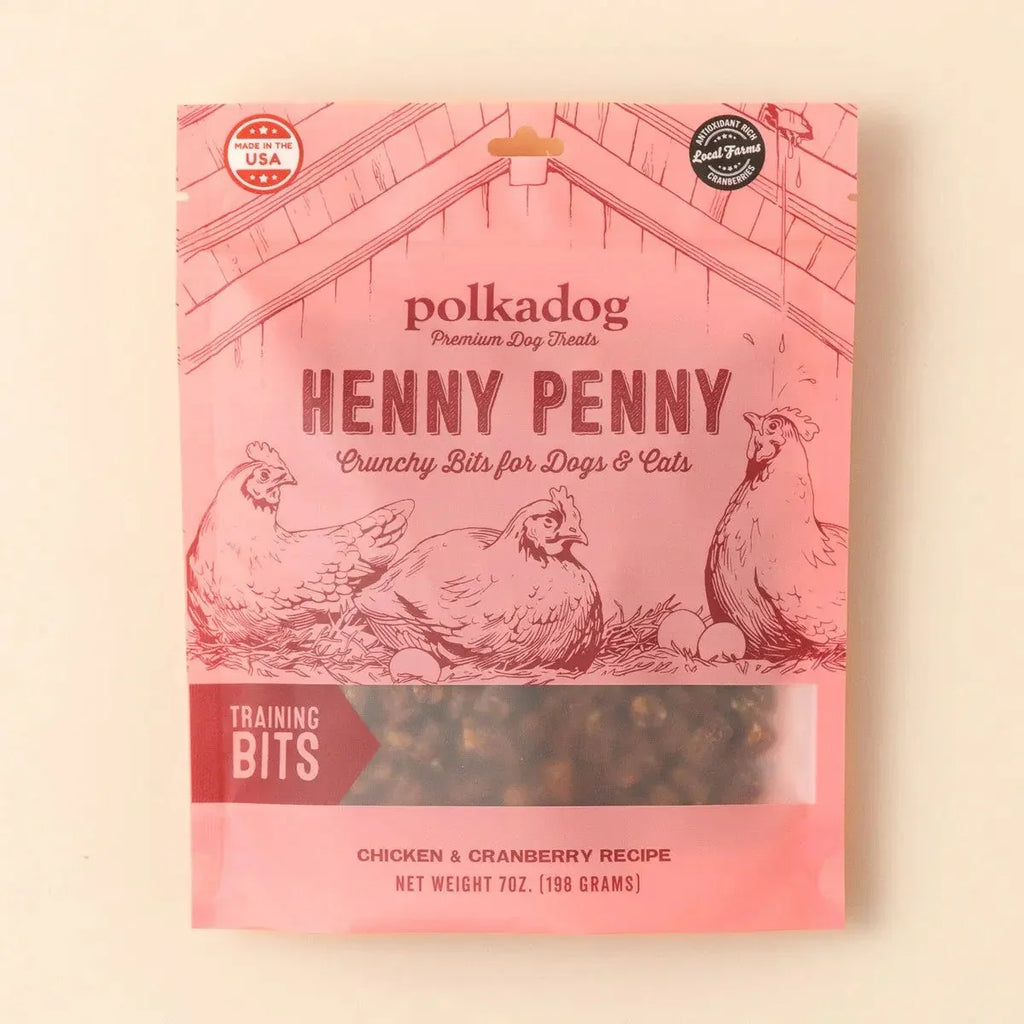 MADE IN THE
USA
ANTIOXIDANT RICH
Local Farms
CRANBERRIES
polkadog
Premium Dog Treats
HENNY PENNY
Crunchy Bits for Dogs & Cats
TRAINING
BITS
CHICKEN & CRANBERRY RECIPE
NET WEIGHT 7OZ. (198 GRAMS)